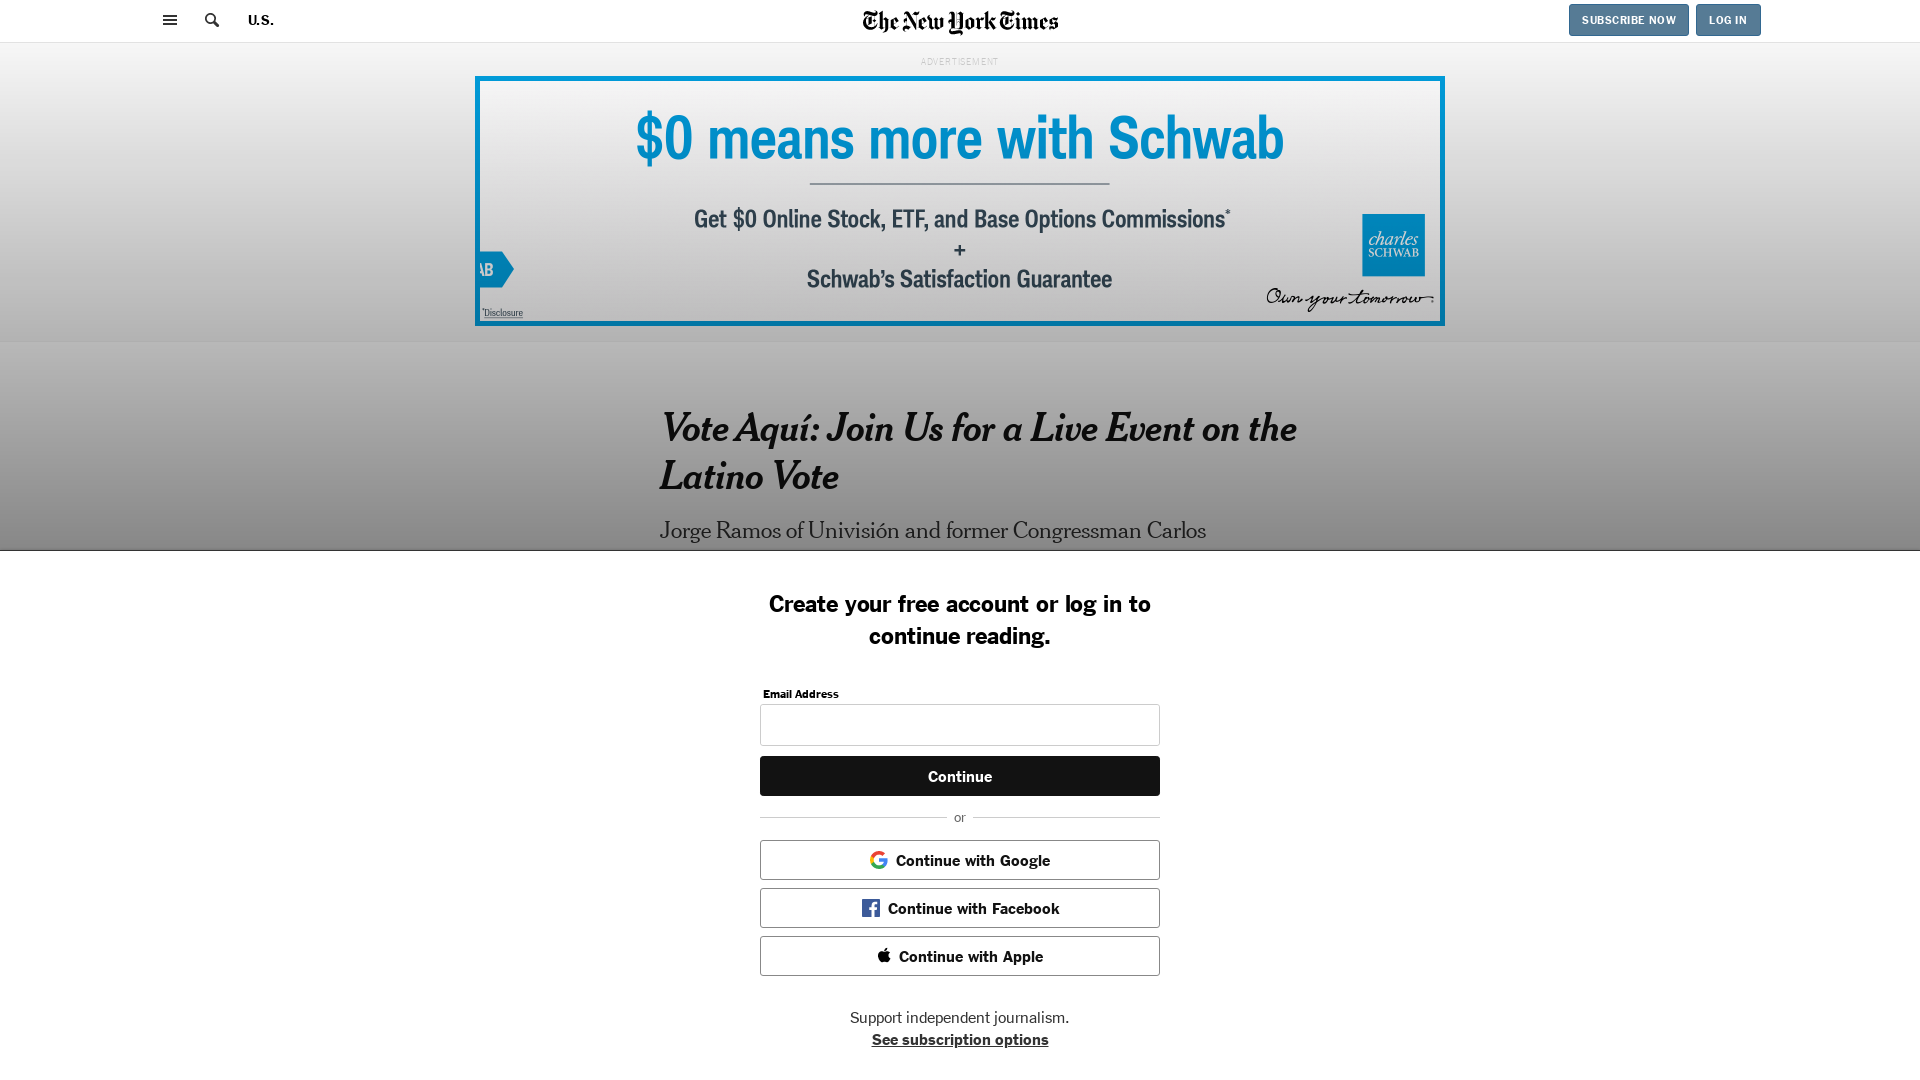 U.S.
The New York Times
SUBSCRIBE NOW
LOG IN
ADVERTISEMENT
$0 means more with Schwab
Get $0 Online Stock, ETF, and Base Options Commissions*
+
Schwab's Satisfaction Guarantee
AB
*Disclosure
charles
SCHWAB
Own your tomorrow®
Vote Aquí: Join Us for a Live Event on the
Latino Vote
Jorge Ramos of Univisión and former Congressman Carlos
Create your free account or log in to
continue reading.
Email Address
Continue
or
Continue with Google
Continue with Facebook
Continue with Apple
Support independent journalism.
See subscription options